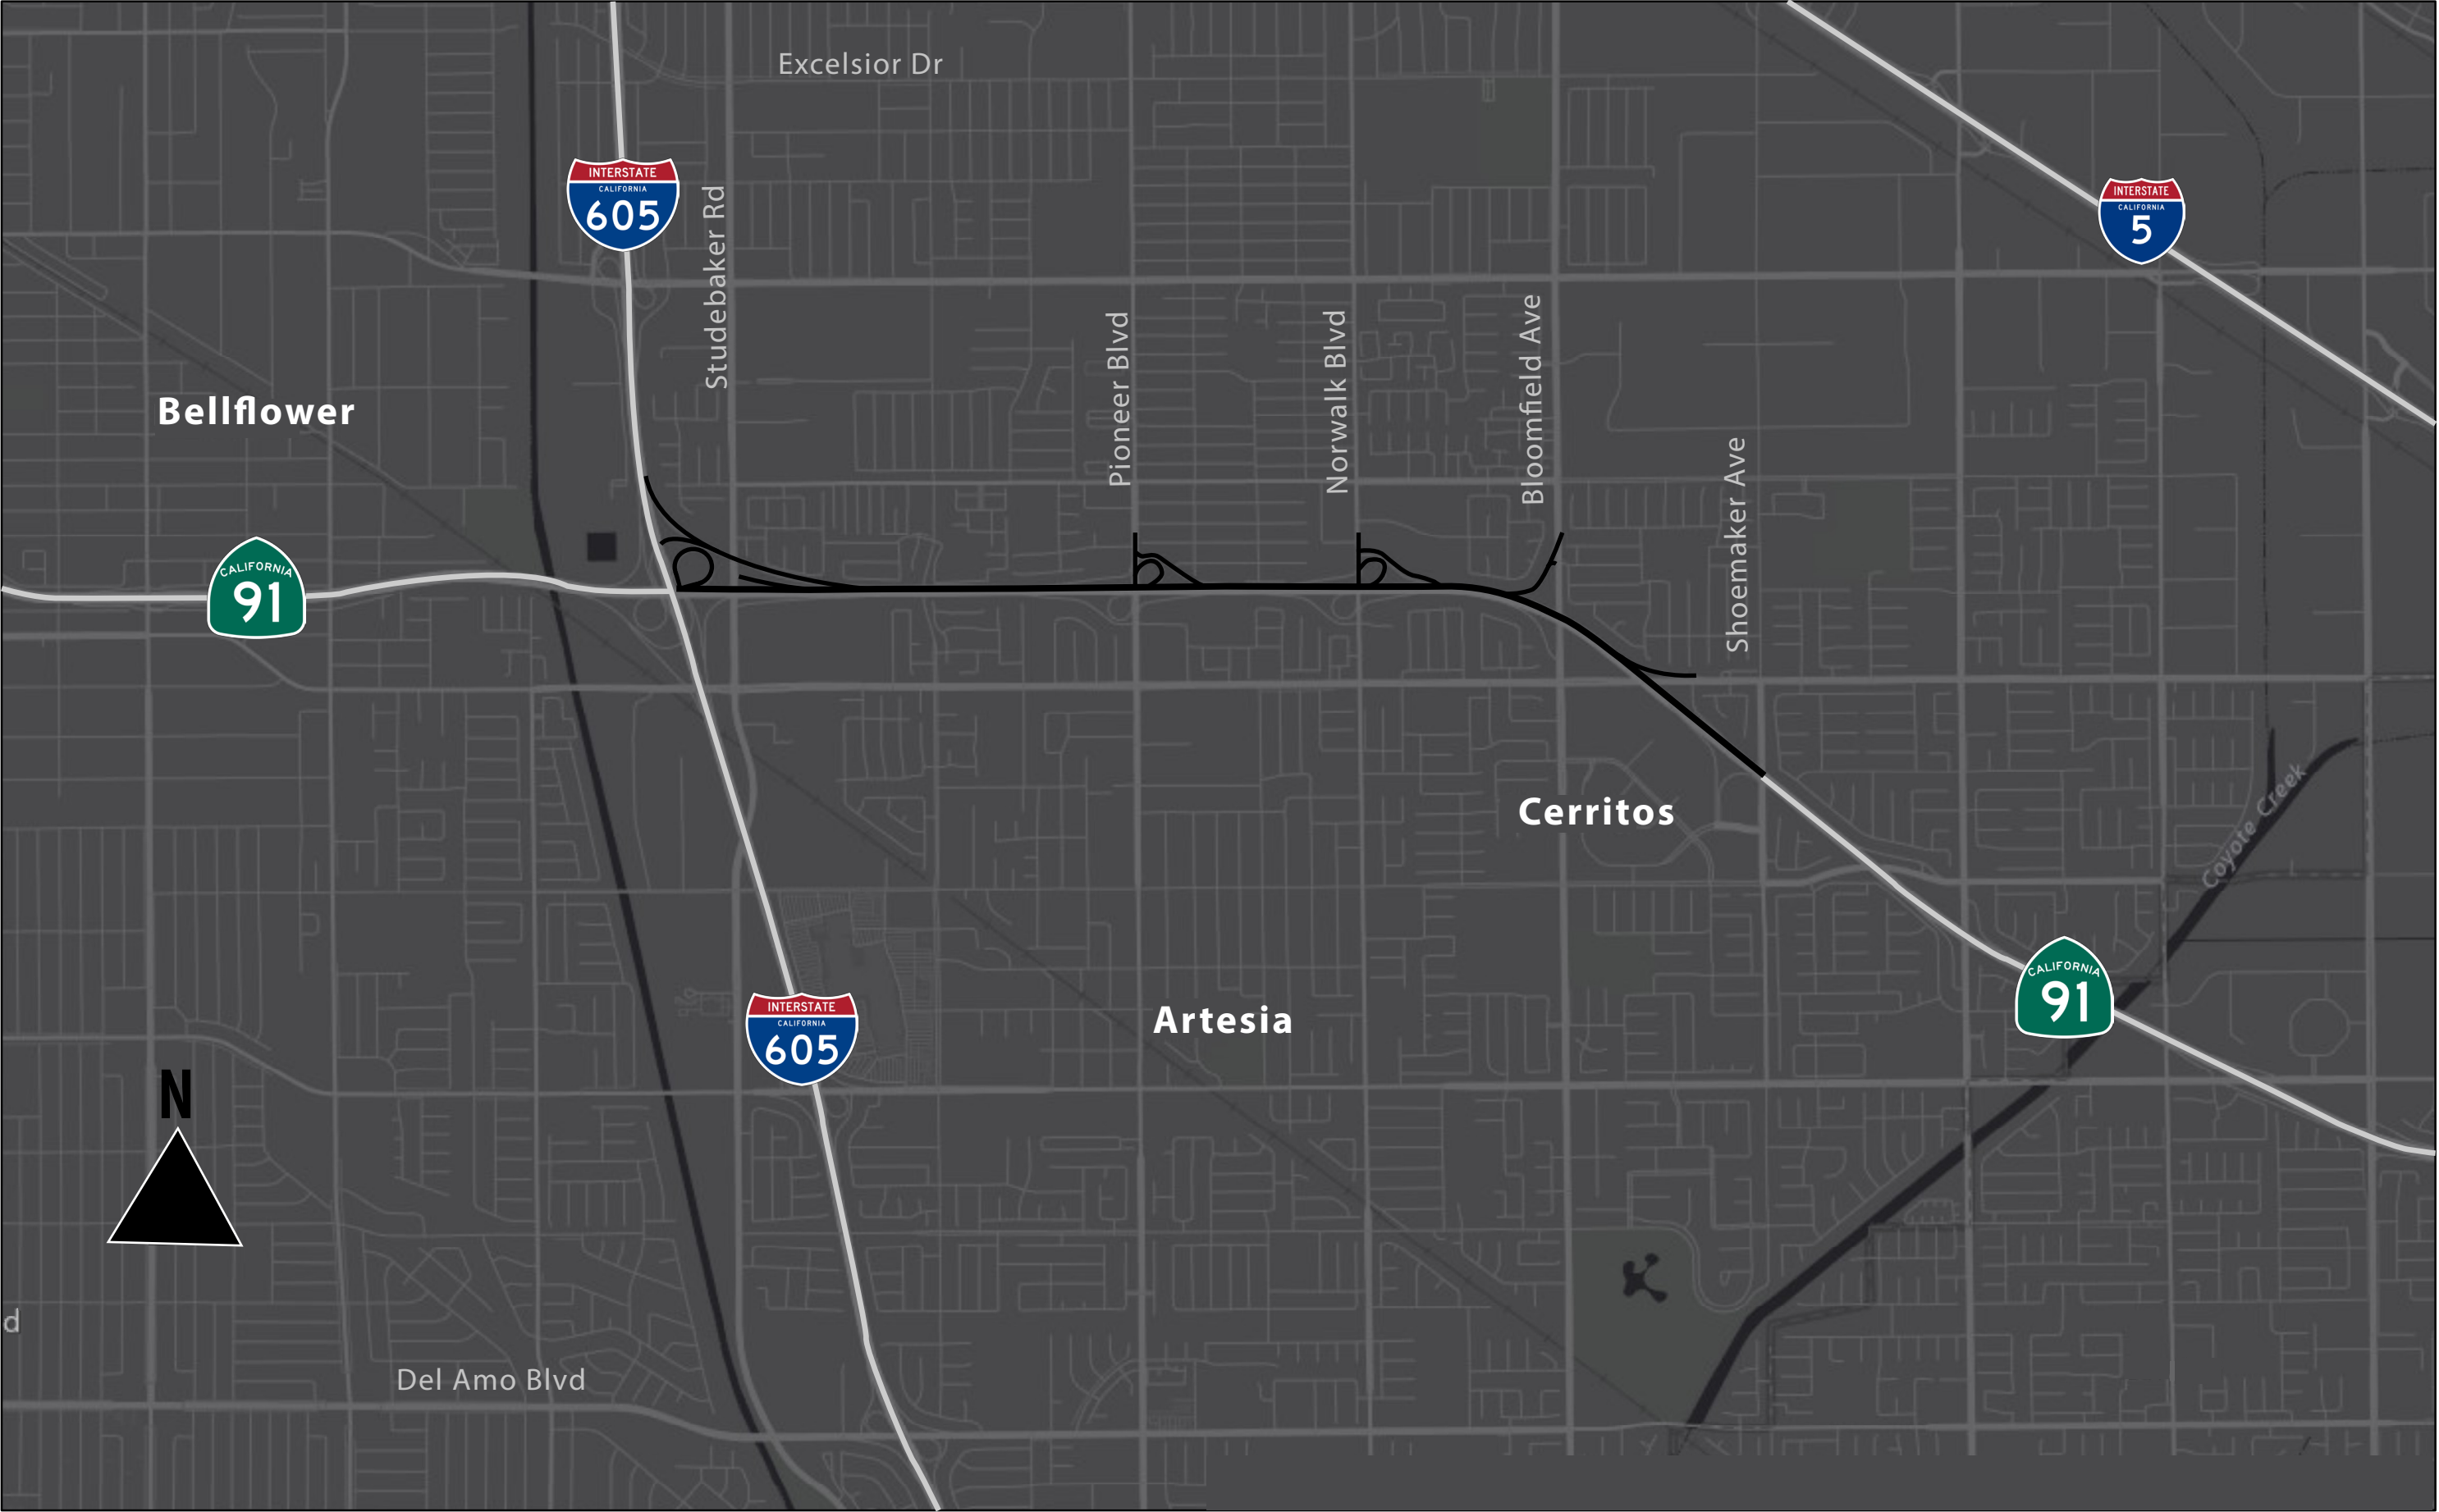 Excelsior Dr
INTERSTATE
CALIFORNIA
605
INTERSTATE
CALIFORNIA
5
Studebaker Rd
Pioneer Blvd
Norwalk Blvd
Bloomfield Ave
Bellflower
Shoemaker Ave
CALIFORNIA
91
Cerritos
Coyote Creek
CALIFORNIA
91
INTERSTATE
CALIFORNIA
605
Artesia
N
d
Del Amo Blvd